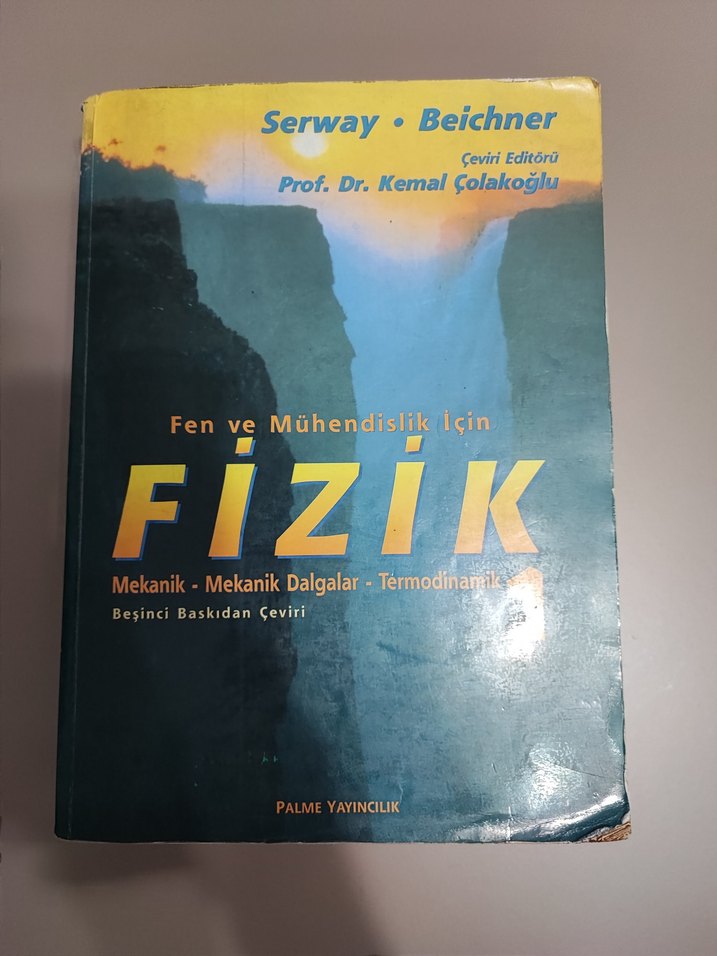 Serway • Beichner
Çeviri Editörü
Prof. Dr. Kemal Çolakoğlu
Fen ve Mühendislik İçin
FİZİK
Mekanik - Mekanik Dalgalar - Termodinamik
1
Beşinci Baskıdan Çeviri
PALME YAYINCILIK